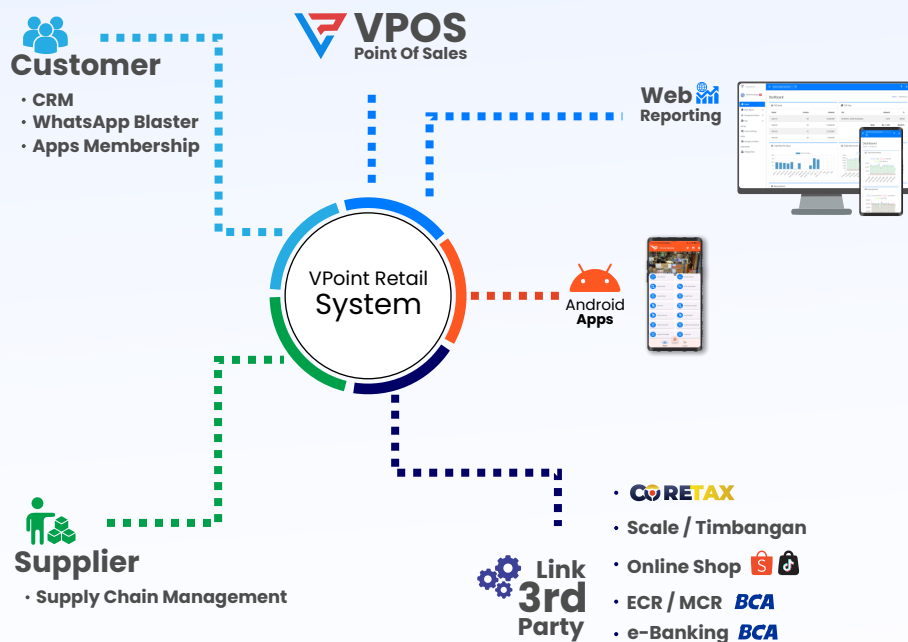 VPOS
Point Of Sales
Customer
· CRM
· WhatsApp Blaster
· Apps Membership
Web
Reporting
Dashboard
VPoint Retail
System
Android
Apps
Supplier
· Supply Chain Management
Link
3rd
Party
· CORETAX
· Scale / Timbangan
· Online Shop
· ECR / MCR BCA
· e-Banking BCA